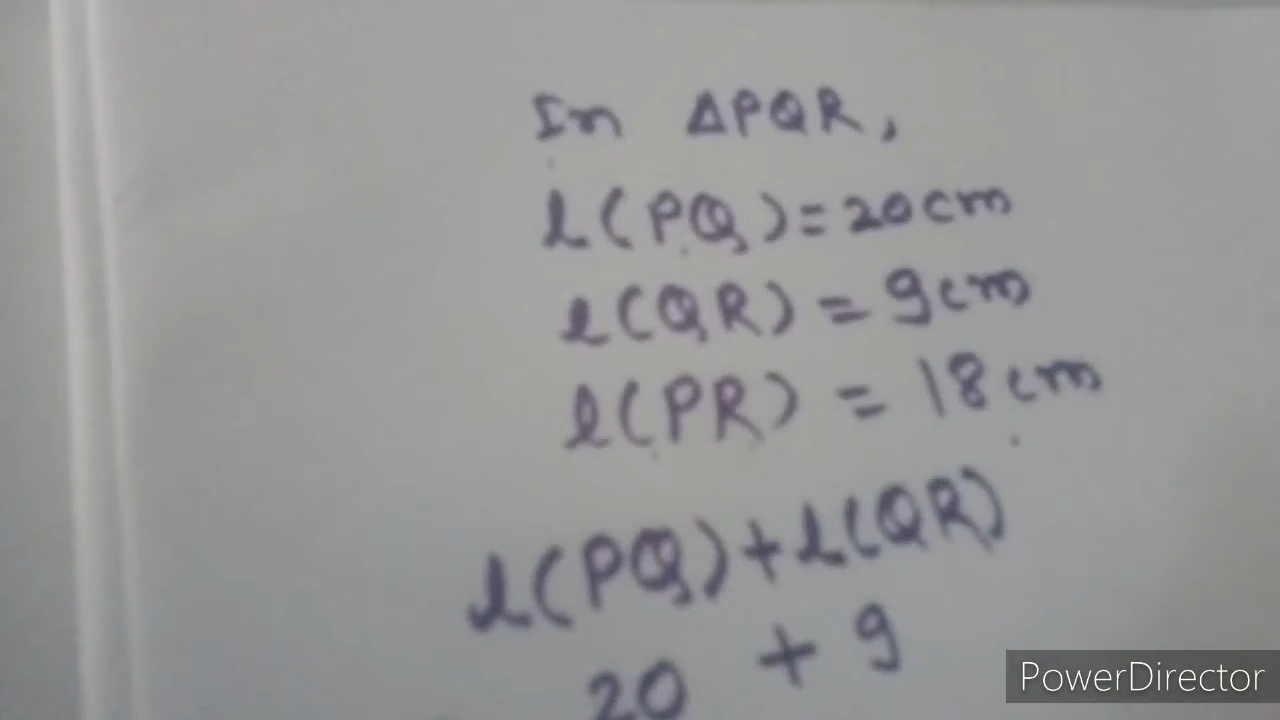 In ΔPQR,
l(PQ)=20cm
l(QR) = 9cm
l(PR) = 18cm
l(PQ)+l(QR)
20 + 9
PowerDirector